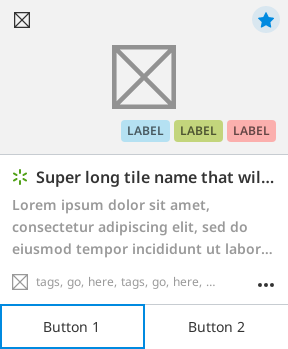 LABEL LABEL LABEL
Super long tile name that wil...
Lorem ipsum dolor sit amet,
consectetur adipiscing elit, sed do
eiusmod tempor incididunt ut labor...
tags, go, here, tags, go, here, ...
Button 1 Button 2